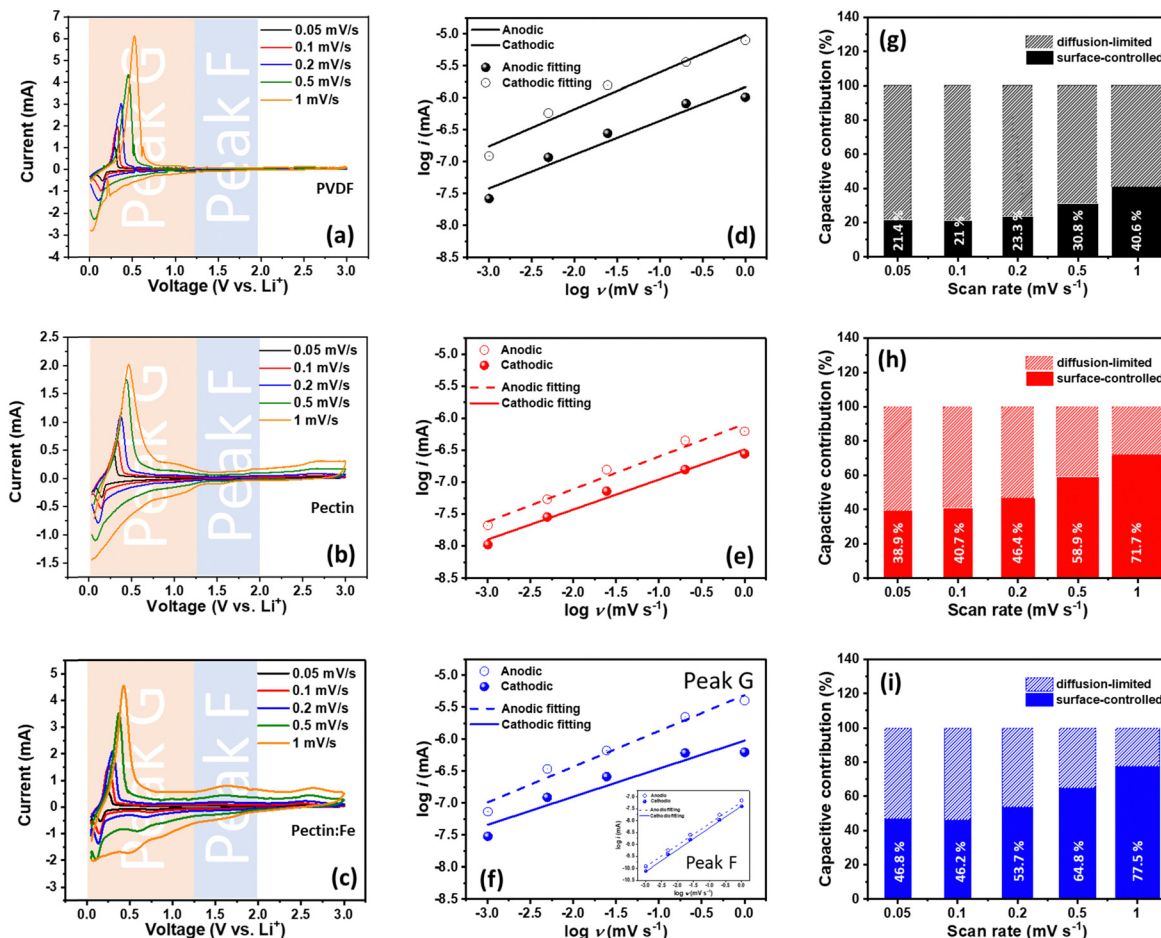 6
5
4
3
2
1
0
-1
-2
-3
-4
0.0
0.5
1.0
1.5
2.0
2.5
3.0
Current (mA)
Voltage (V vs. Li⁺)
Peak G
Peak F
0.05 mV/s
0.1 mV/s
0.2 mV/s
0.5 mV/s
1 mV/s
PVDF
(a)
-5.0
-5.5
-6.0
-6.5
-7.0
-7.5
-8.0
-8.5
-3.0
-2.5
-2.0
-1.5
-1.0
-0.5
0.0
log i (mA)
log ν (mV s⁻¹)
Anodic
Cathodic
Anodic fitting
Cathodic fitting
(d)
140
120
100
80
60
40
20
0
Capacitive contribution (%)
(g)
diffusion-limited
surface-controlled
21.4 %
21 %
23.3 %
30.8 %
40.6 %
0.05
0.1
0.2
0.5
1
Scan rate (mV s⁻¹)
2.5
2.0
1.5
1.0
0.5
0.0
-0.5
-1.0
-1.5
0.0
0.5
1.0
1.5
2.0
2.5
3.0
Current (mA)
Voltage (V vs. Li⁺)
Peak G
Peak F
0.05 mV/s
0.1 mV/s
0.2 mV/s
0.5 mV/s
1 mV/s
Pectin
(b)
-5.0
-5.5
-6.0
-6.5
-7.0
-7.5
-8.0
-8.5
-3.0
-2.5
-2.0
-1.5
-1.0
-0.5
0.0
log i (mA)
log ν (mV s⁻¹)
Anodic
Cathodic
Anodic fitting
Cathodic fitting
(e)
140
120
100
80
60
40
20
0
Capacitive contribution (%)
(h)
diffusion-limited
surface-controlled
38.9 %
40.7 %
46.4 %
58.9 %
71.7 %
0.05
0.1
0.2
0.5
1
Scan rate (mV s⁻¹)
5
4
3
2
1
0
-1
-2
-3
0.0
0.5
1.0
1.5
2.0
2.5
3.0
Current (mA)
Voltage (V vs. Li⁺)
Peak G
Peak F
0.05 mV/s
0.1 mV/s
0.2 mV/s
0.5 mV/s
1 mV/s
Pectin:Fe
(c)
-5.0
-5.5
-6.0
-6.5
-7.0
-7.5
-8.0
-8.5
-3.0
-2.5
-2.0
-1.5
-1.0
-0.5
0.0
log i (mA)
log ν (mV s⁻¹)
Anodic
Cathodic
Anodic fitting
Cathodic fitting
Peak G
(f)
Anodic
Cathodic
Anodic fitting
Cathodic fitting
Peak F
log i (mA)
log ν (mV s⁻¹)
140
120
100
80
60
40
20
0
Capacitive contribution (%)
(i)
diffusion-limited
surface-controlled
46.8 %
46.2 %
53.7 %
64.8 %
77.5 %
0.05
0.1
0.2
0.5
1
Scan rate (mV s⁻¹)